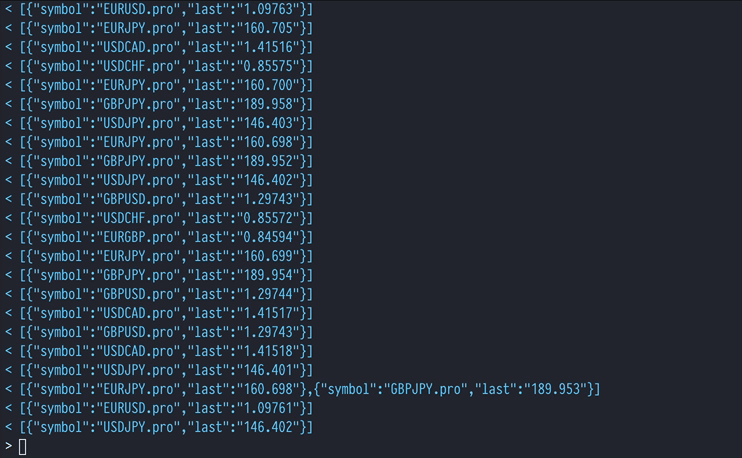 < [{"symbol":"EURUSD.pro","last":"1.09763"}]
< [{"symbol":"EURJPY.pro","last":"160.705"}]
< [{"symbol":"USDCAD.pro","last":"1.41516"}]
< [{"symbol":"USDCHF.pro","last":"0.85575"}]
< [{"symbol":"EURJPY.pro","last":"160.700"}]
< [{"symbol":"GBPJPY.pro","last":"189.958"}]
< [{"symbol":"USDJPY.pro","last":"146.403"}]
< [{"symbol":"EURJPY.pro","last":"160.698"}]
< [{"symbol":"GBPJPY.pro","last":"189.952"}]
< [{"symbol":"USDJPY.pro","last":"146.402"}]
< [{"symbol":"GBPUSD.pro","last":"1.29743"}]
< [{"symbol":"USDCHF.pro","last":"0.85572"}]
< [{"symbol":"EURGBP.pro","last":"0.84594"}]
< [{"symbol":"EURJPY.pro","last":"160.699"}]
< [{"symbol":"GBPJPY.pro","last":"189.954"}]
< [{"symbol":"GBPUSD.pro","last":"1.29744"}]
< [{"symbol":"USDCAD.pro","last":"1.41517"}]
< [{"symbol":"GBPUSD.pro","last":"1.29743"}]
< [{"symbol":"USDCAD.pro","last":"1.41518"}]
< [{"symbol":"USDJPY.pro","last":"146.401"}]
< [{"symbol":"EURJPY.pro","last":"160.698"},{"symbol":"GBPJPY.pro","last":"189.953"}]
< [{"symbol":"EURUSD.pro","last":"1.09761"}]
< [{"symbol":"USDJPY.pro","last":"146.402"}]
>